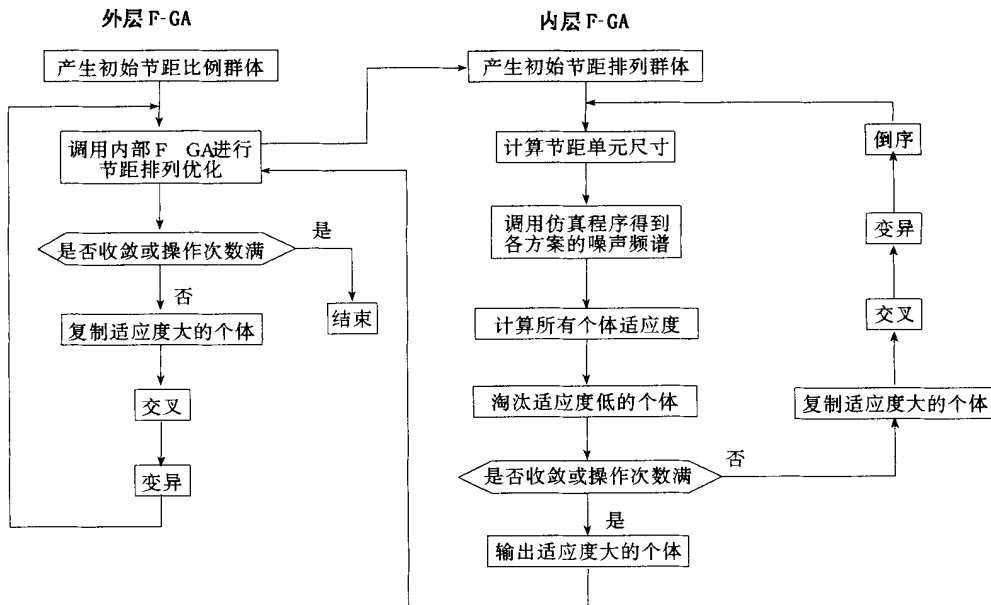 外层 F-GA
产生初始节距比例群体
调用内部 F GA进行
节距排列优化
是否收敛或操作次数满
是
结束
否
复制适应度大的个体
交叉
变异
内层 F-GA
产生初始节距排列群体
计算节距单元尺寸
调用仿真程序得到
各方案的噪声频谱
计算所有个体适应度
淘汰适应度低的个体
是否收敛或操作次数满
否
是
输出适应度大的个体
倒序
变异
交叉
复制适应度大的个体